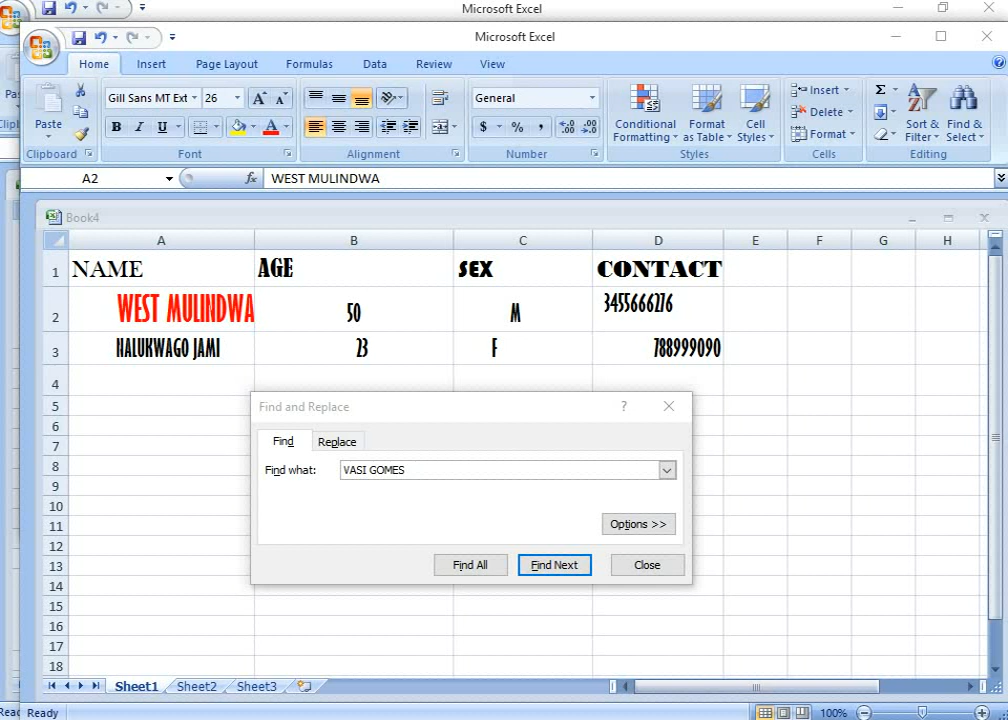 Microsoft Excel
Microsoft Excel
Home Insert Page Layout Formulas Data Review View
Paste
Clipboard
Gill Sans MT Ext 26
B I U
Font
Alignment
General
$ % ,
Number
Conditional Formatting
Format as Table
Cell Styles
Styles
Insert
Delete
Format
Cells
Σ
Sort & Filter
Find & Select
Editing
A2 fx WEST MULINDWA
Book4
A B C D E F G H
1 NAME AGE SEX CONTACT
2 WEST MULINDWA 50 M 3455666276
3 NALUKWAGO JAMI 23 F 788999090
4
5
6
7
8
9
10
11
12
13
14
15
16
17
18
Find and Replace ?
Find Replace
Find what: VASI GOMES
Options >>
Find All Find Next Close
Sheet1 Sheet2 Sheet3
Ready 100%